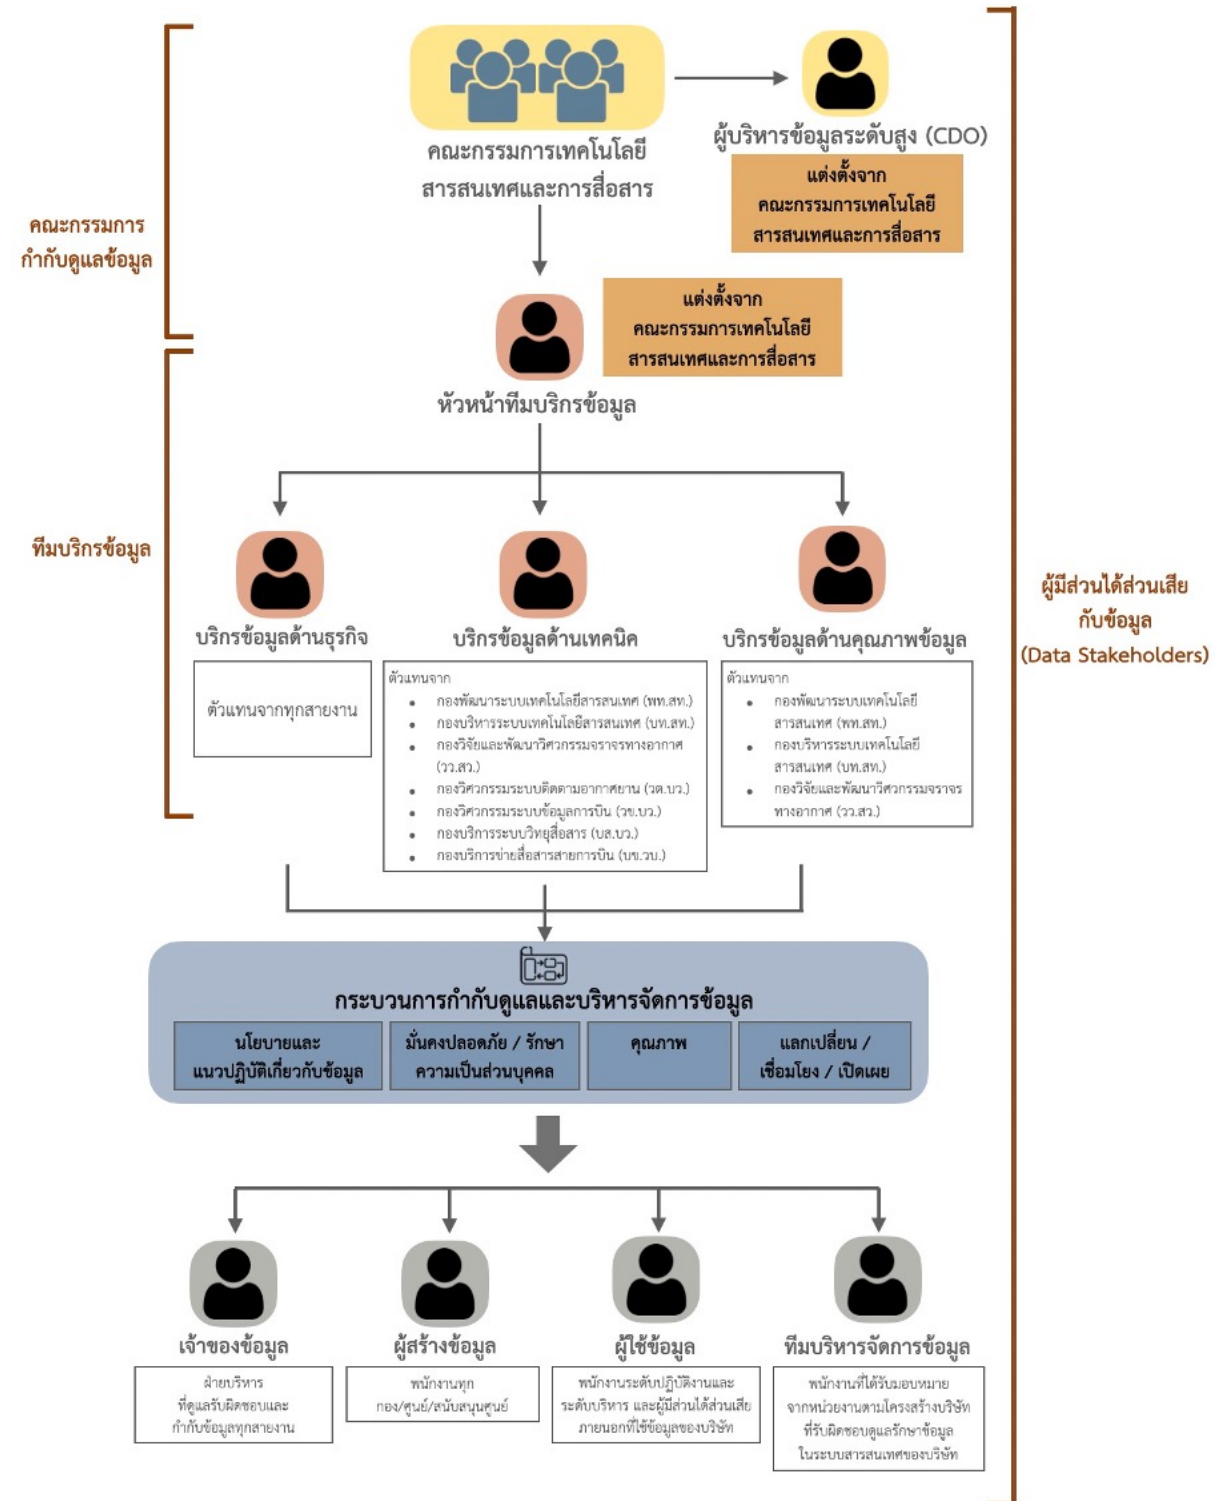 คณะกรรมการเทคโนโลยี
สารสนเทศและการสื่อสาร
ผู้บริหารข้อมูลระดับสูง (CDO)
แต่งตั้งจาก
คณะกรรมการเทคโนโลยี
สารสนเทศและการสื่อสาร
คณะกรรมการ
กำกับดูแลข้อมูล
แต่งตั้งจาก
คณะกรรมการเทคโนโลยี
สารสนเทศและการสื่อสาร
หัวหน้าทีมบริกรข้อมูล
ทีมบริกรข้อมูล
ผู้มีส่วนได้ส่วนเสีย
กับข้อมูล
(Data Stakeholders)
บริกรข้อมูลด้านธุรกิจ
ตัวแทนจากทุกสายงาน
บริกรข้อมูลด้านเทคนิค
ตัวแทนจาก
• กองพัฒนาระบบเทคโนโลยีสารสนเทศ (พท.สท.)
• กองบริหารระบบเทคโนโลยีสารสนเทศ (บท.สท.)
• กองวิจัยและพัฒนาวิศวกรรมจราจรทางอากาศ
(วว.สว.)
• กองวิศวกรรมระบบติดตามอากาศยาน (วต.บว.)
• กองวิศวกรรมระบบข้อมูลการบิน (วข.บว.)
• กองบริการระบบวิทยุสื่อสาร (บส.บว.)
• กองบริการข่ายสื่อสารสายการบิน (บข.วบ.)
บริกรข้อมูลด้านคุณภาพข้อมูล
ตัวแทนจาก
• กองพัฒนาระบบเทคโนโลยี
สารสนเทศ (พท.สท.)
• กองบริหารระบบเทคโนโลยี
สารสนเทศ (บท.สท.)
• กองวิจัยและพัฒนาวิศวกรรมจราจร
ทางอากาศ (วว.สว.)
กระบวนการกำกับดูแลและบริหารจัดการข้อมูล
นโยบายและ
แนวปฏิบัติเกี่ยวกับข้อมูล
มั่นคงปลอดภัย / รักษา
ความเป็นส่วนบุคคล
คุณภาพ
แลกเปลี่ยน /
เชื่อมโยง / เปิดเผย
เจ้าของข้อมูล
ฝ่ายบริหาร
ที่ดูแลรับผิดชอบและ
กำกับข้อมูลทุกสายงาน
ผู้สร้างข้อมูล
พนักงานทุก
กอง/ศูนย์/สนับสนุนศูนย์
ผู้ใช้ข้อมูล
พนักงานระดับปฏิบัติงานและ
ระดับบริหาร และผู้มีส่วนได้ส่วนเสีย
ภายนอกที่ใช้ข้อมูลของบริษัท
ทีมบริหารจัดการข้อมูล
พนักงานที่ได้รับมอบหมาย
จากหน่วยงานตามโครงสร้างบริษัท
ที่รับผิดชอบดูแลรักษาข้อมูล
ในระบบสารสนเทศของบริษัท